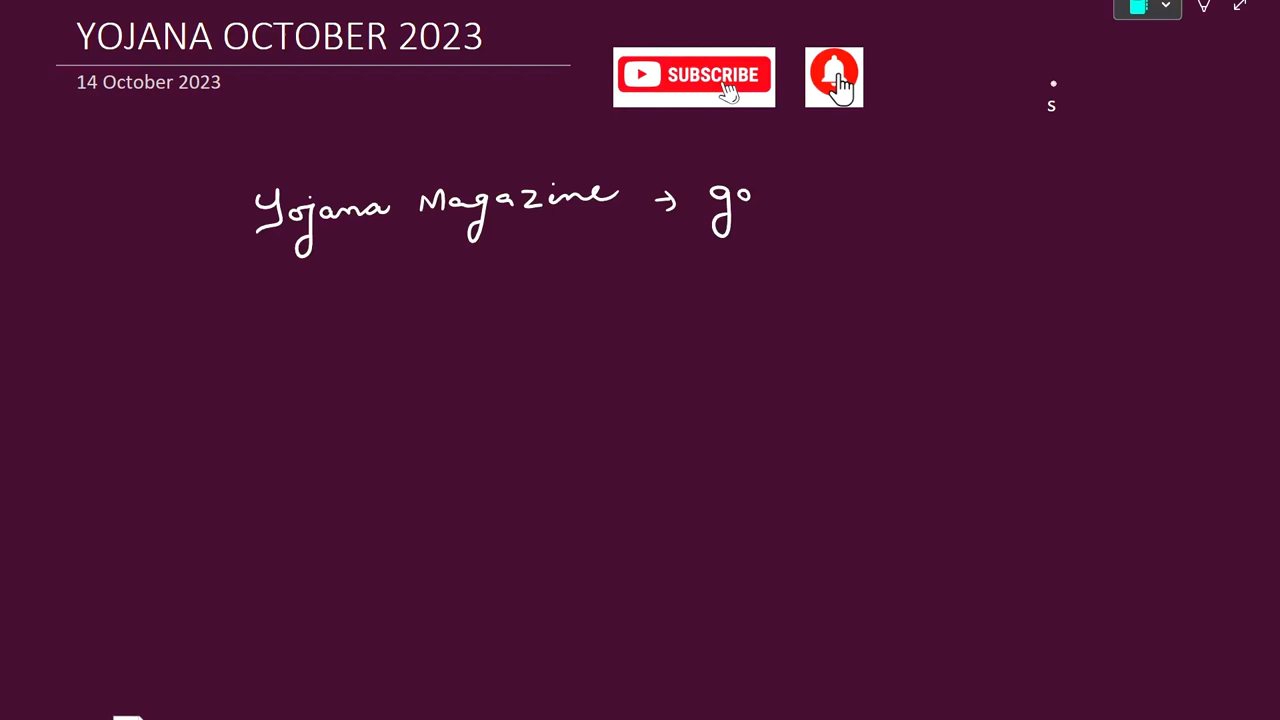 YOJANA OCTOBER 2023
14 October 2023
SUBSCRIBE
s
Yojana Magazine → go